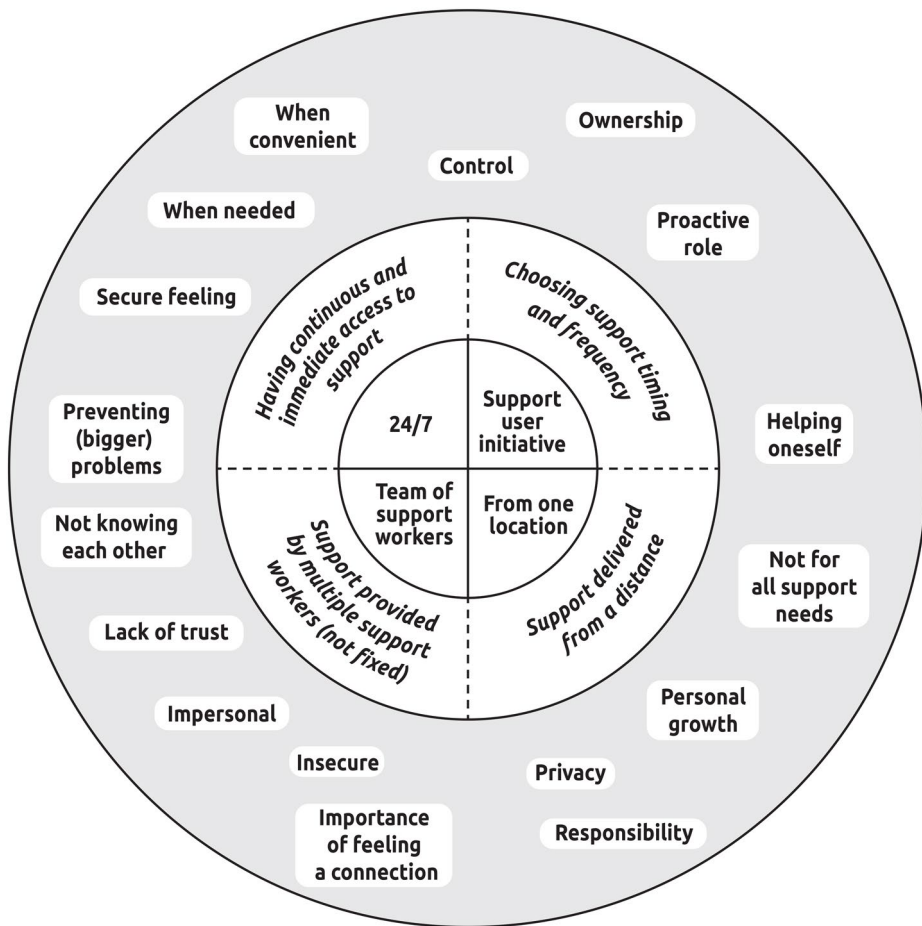 When
convenient
Ownership
Control
When needed
Proactive
role
Secure feeling
Having continuous and
immediate access to
support
Choosing support timing
and frequency
Preventing
(bigger)
problems
24/7
Support
user
initiative
Helping
oneself
Not knowing
each other
Team of
support
workers
From one
location
Support provided
by multiple support
workers (not fixed)
Support delivered
from a distance
Not for
all support
needs
Lack of trust
Impersonal
Personal
growth
Insecure
Privacy
Importance
of feeling
a connection
Responsibility